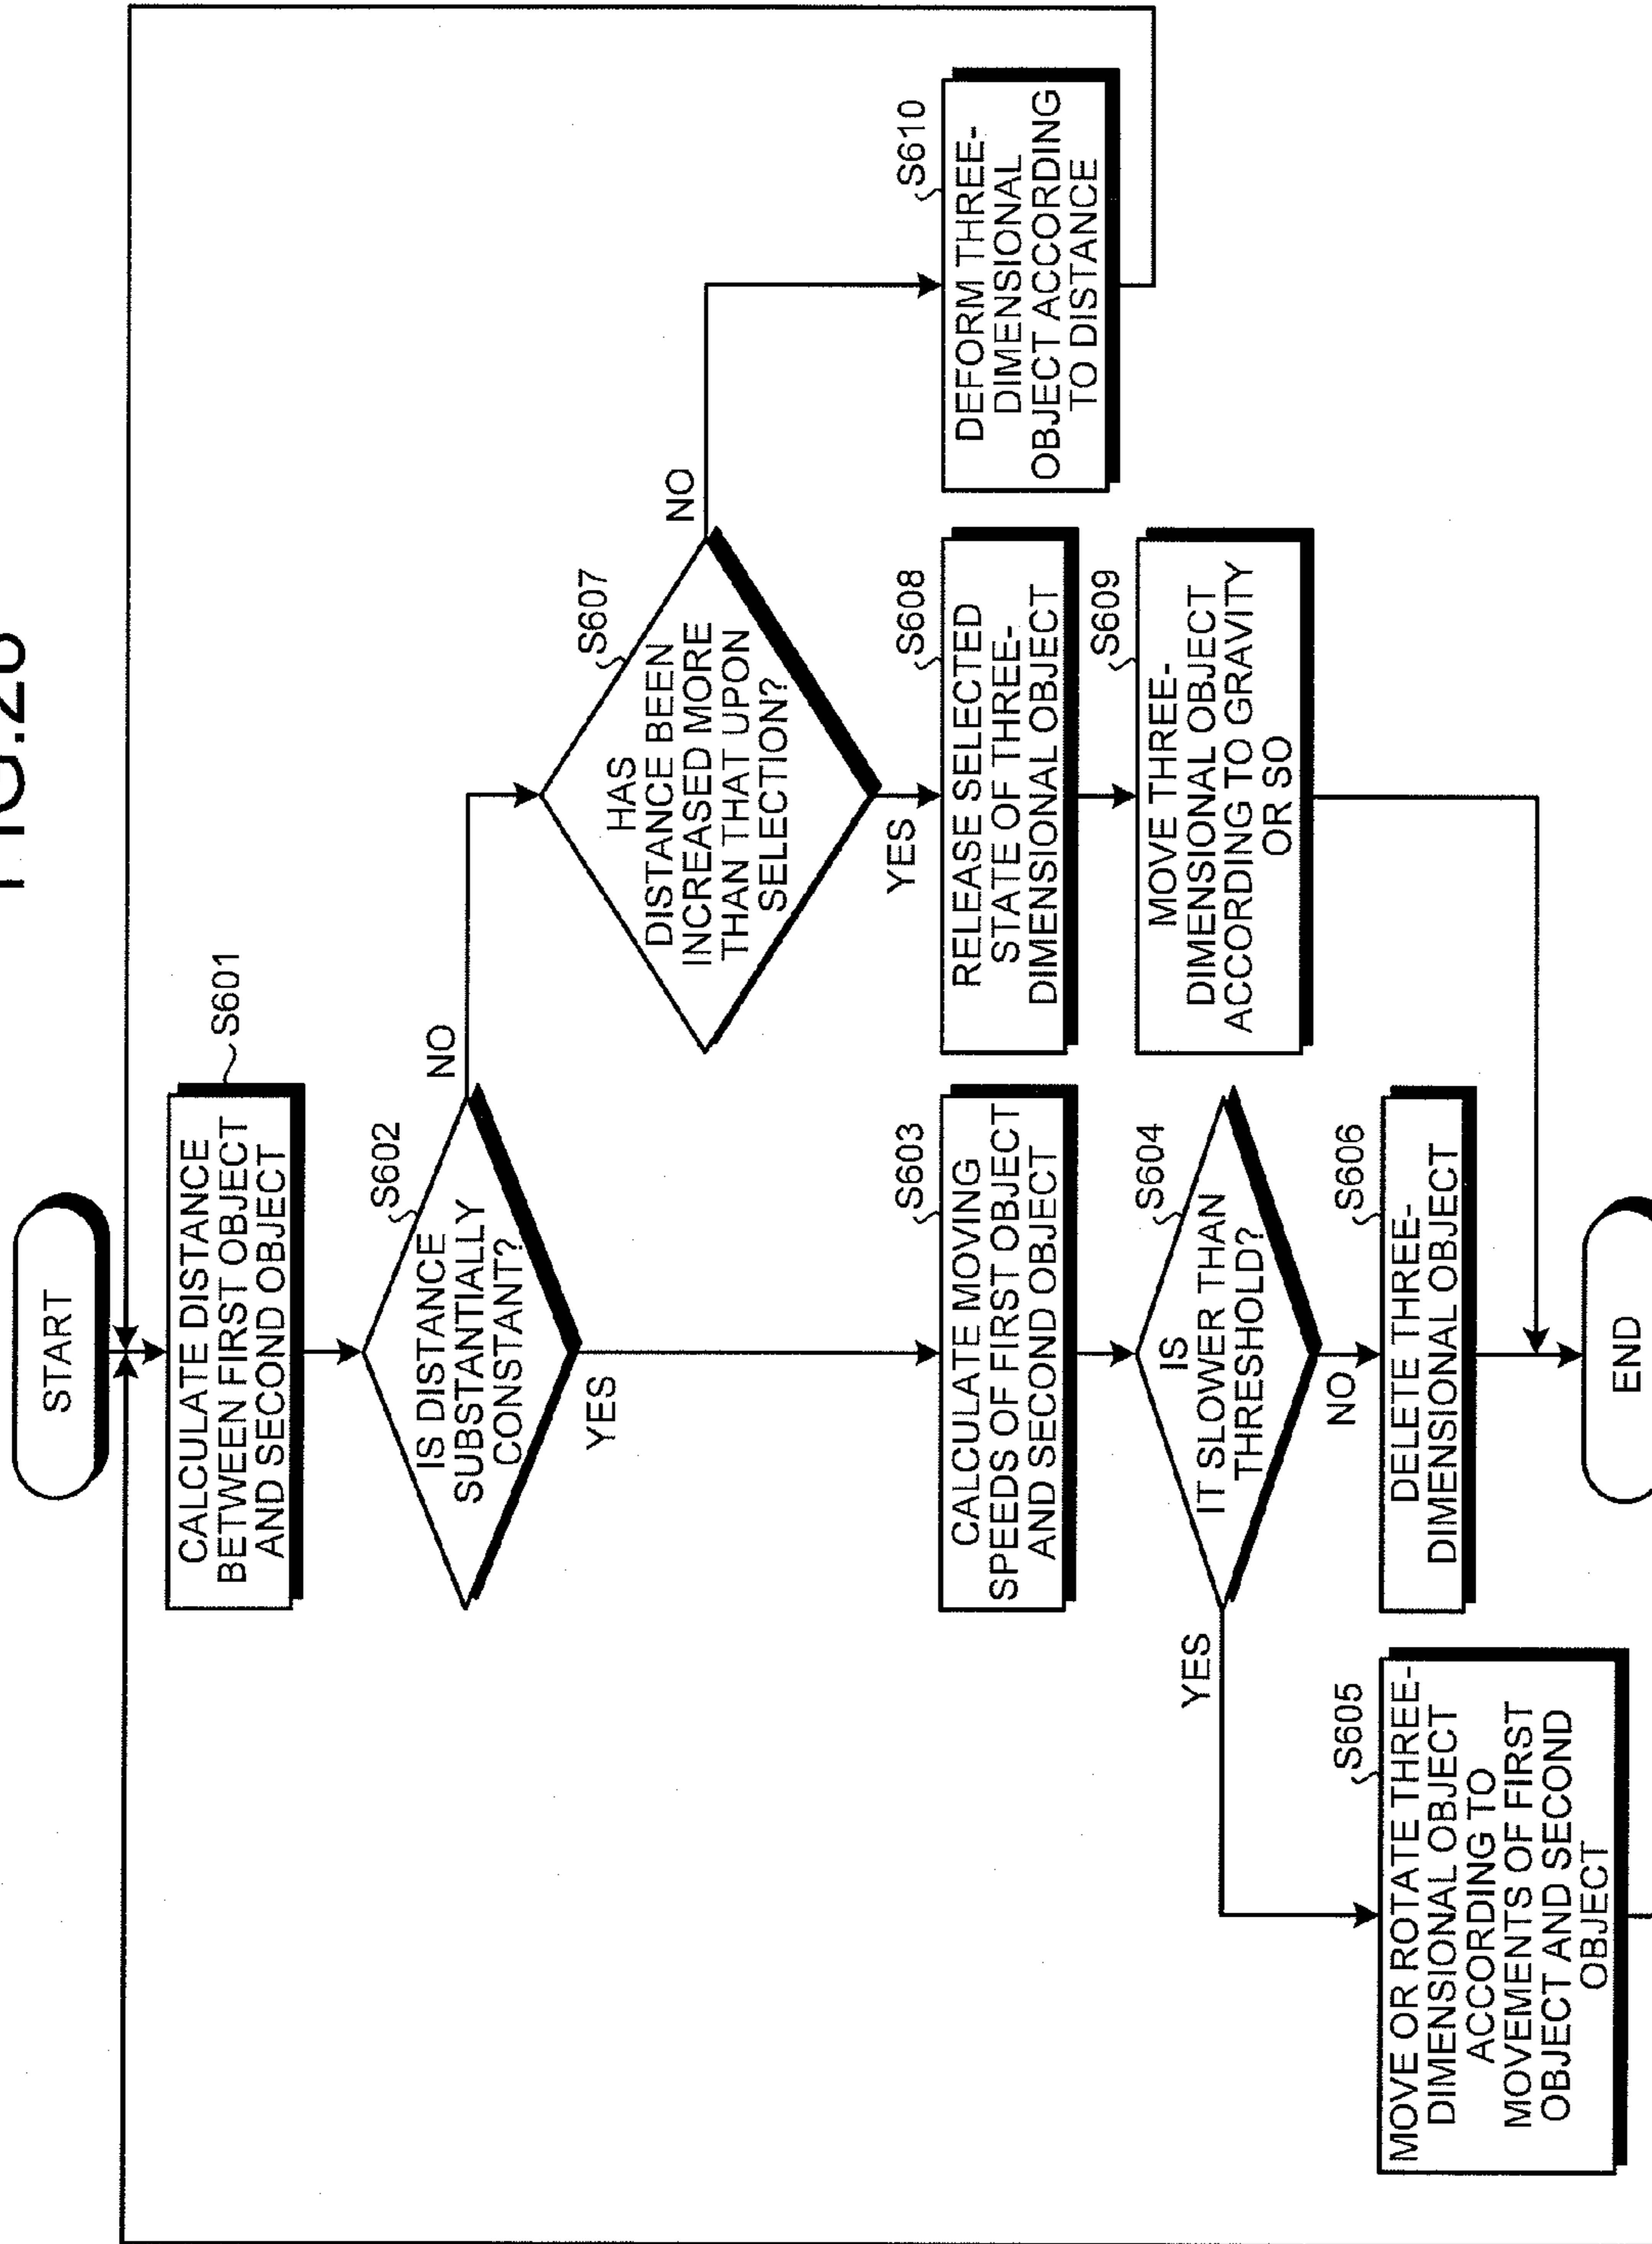 START
CALCULATE DISTANCE
BETWEEN FIRST OBJECT
AND SECOND OBJECT
S601
IS DISTANCE
SUBSTANTIALLY
CONSTANT?
S602
NO
YES
HAS
DISTANCE BEEN
INCREASED MORE
THAN THAT UPON
SELECTION?
S607
NO
YES
CALCULATE MOVING
SPEEDS OF FIRST OBJECT
AND SECOND OBJECT
S603
RELEASE SELECTED
STATE OF THREE-
DIMENSIONAL OBJECT
S608
DEFORM THREE-
DIMENSIONAL
OBJECT ACCORDING
TO DISTANCE
S610
IS
IT SLOWER THAN
THRESHOLD?
S604
YES
NO
MOVE THREE-
DIMENSIONAL OBJECT
ACCORDING TO GRAVITY
OR SO
S609
MOVE OR ROTATE THREE-
DIMENSIONAL OBJECT
ACCORDING TO
MOVEMENTS OF FIRST
OBJECT AND SECOND
OBJECT
S605
DELETE THREE-
DIMENSIONAL OBJECT
S606
END